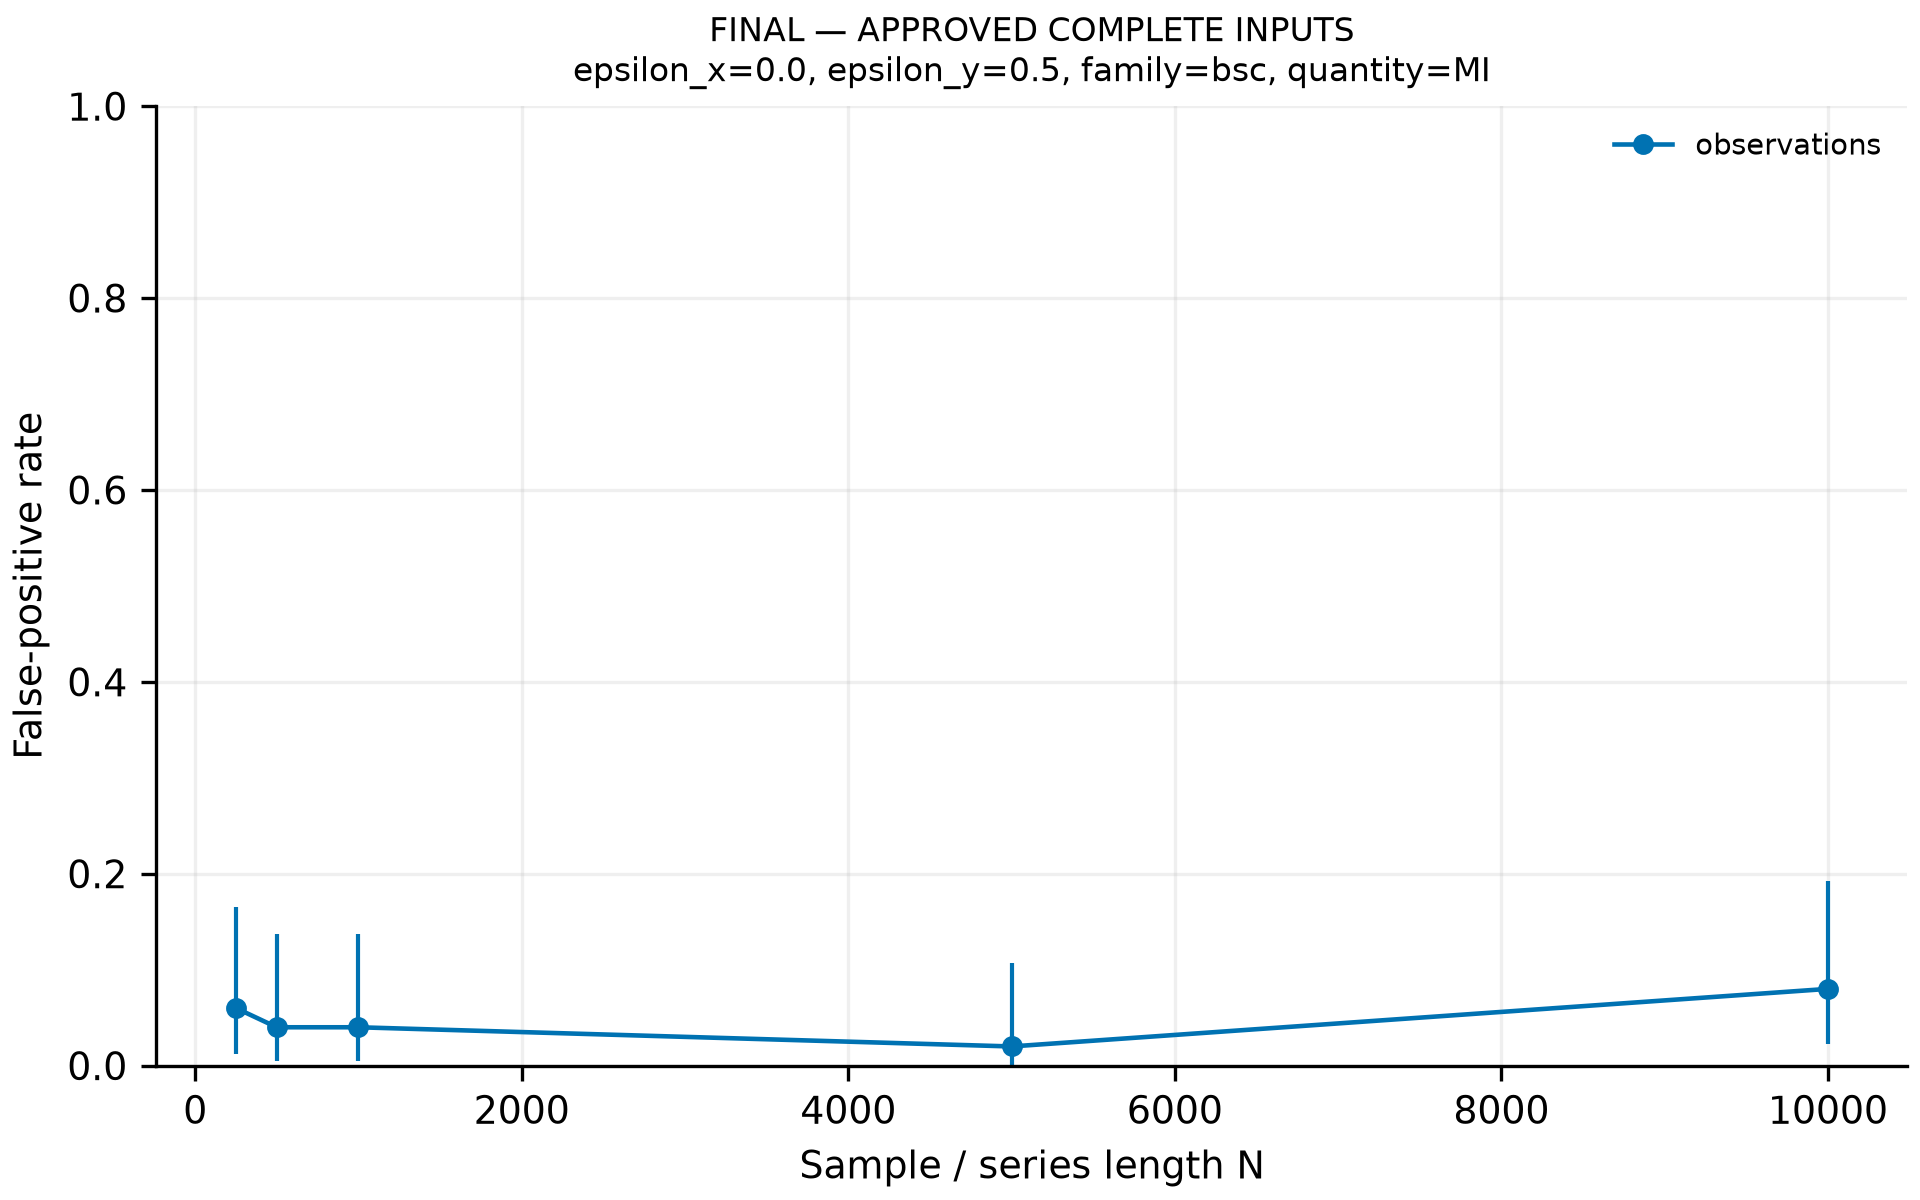 FINAL — APPROVED COMPLETE INPUTS
epsilon_x=0.0, epsilon_y=0.5, family=bsc, quantity=MI
1.0
0.8
0.6
0.4
0.2
0.0
False-positive rate
observations
0 2000 4000 6000 8000 10000
Sample / series length N